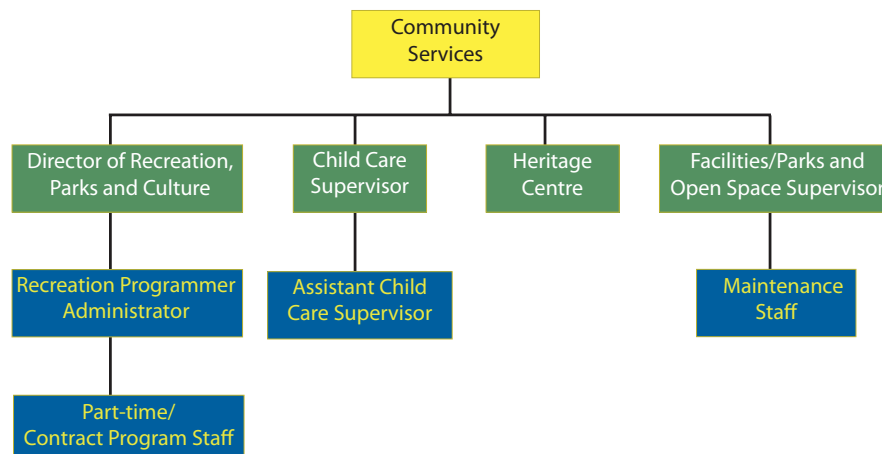 Community
Services
Director of Recreation,
Parks and Culture
Child Care
Supervisor
Heritage
Centre
Facilities/Parks and
Open Space Supervisor
Recreation Programmer
Administrator
Assistant Child
Care Supervisor
Maintenance
Staff
Part-time/
Contract Program Staff